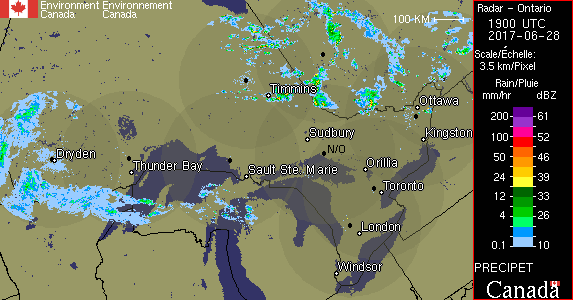 Environment Environnement
Canada Canada
100 KM
Timmins
Ottawa
Sudbury
Kingston
N/O
Dryden
Thunder Bay
Sault Ste. Marie
Orillia
Toronto
London
Windsor
Radar - Ontario
1900 UTC
2017-06-28
Scale/Échelle:
3.5 km/Pixel
Rain/Pluie
mm/hr dBZ
200 61
100 56
100 52
50 46
24 39
12 33
4 26
0.1 10
PRECIPET
Canada